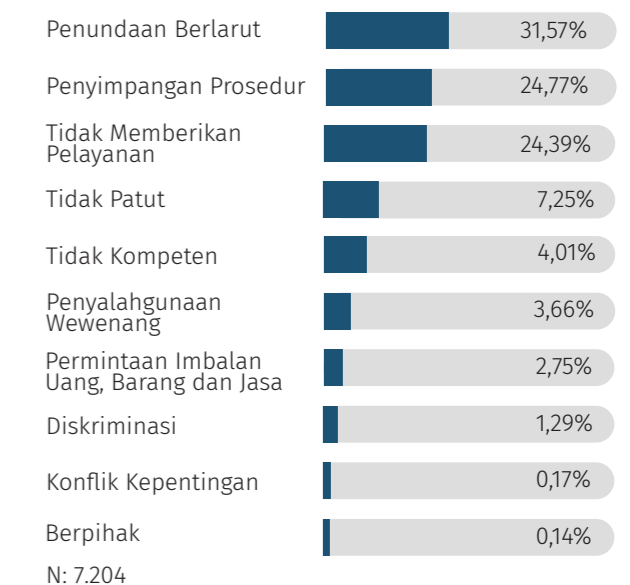 Penundaan Berlarut 31,57%
Penyimpangan Prosedur 24,77%
Tidak Memberikan
Pelayanan 24,39%
Tidak Patut 7,25%
Tidak Kompeten 4,01%
Penyalahgunaan
Wewenang 3,66%
Permintaan Imbalan
Uang, Barang dan Jasa 2,75%
Diskriminasi 1,29%
Konflik Kepentingan 0,17%
Berpihak 0,14%
N: 7.204